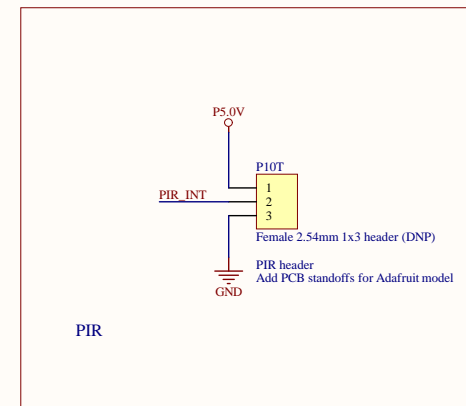 P5.0V
P10T
1
PIR_INT
2
3
Female 2.54mm 1x3 header (DNP)
PIR header
Add PCB standoffs for Adafruit model
GND
PIR